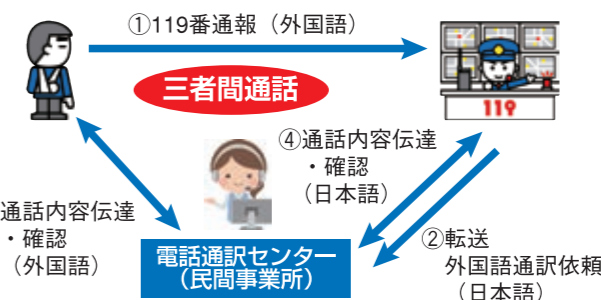 ①119番通報（外国語）
三者間通話
119
④通話内容伝達
・確認
（日本語）
通話内容伝達
・確認
（外国語）
電話通訳センター
（民間事業所）
②転送
外国語通訳依頼
（日本語）